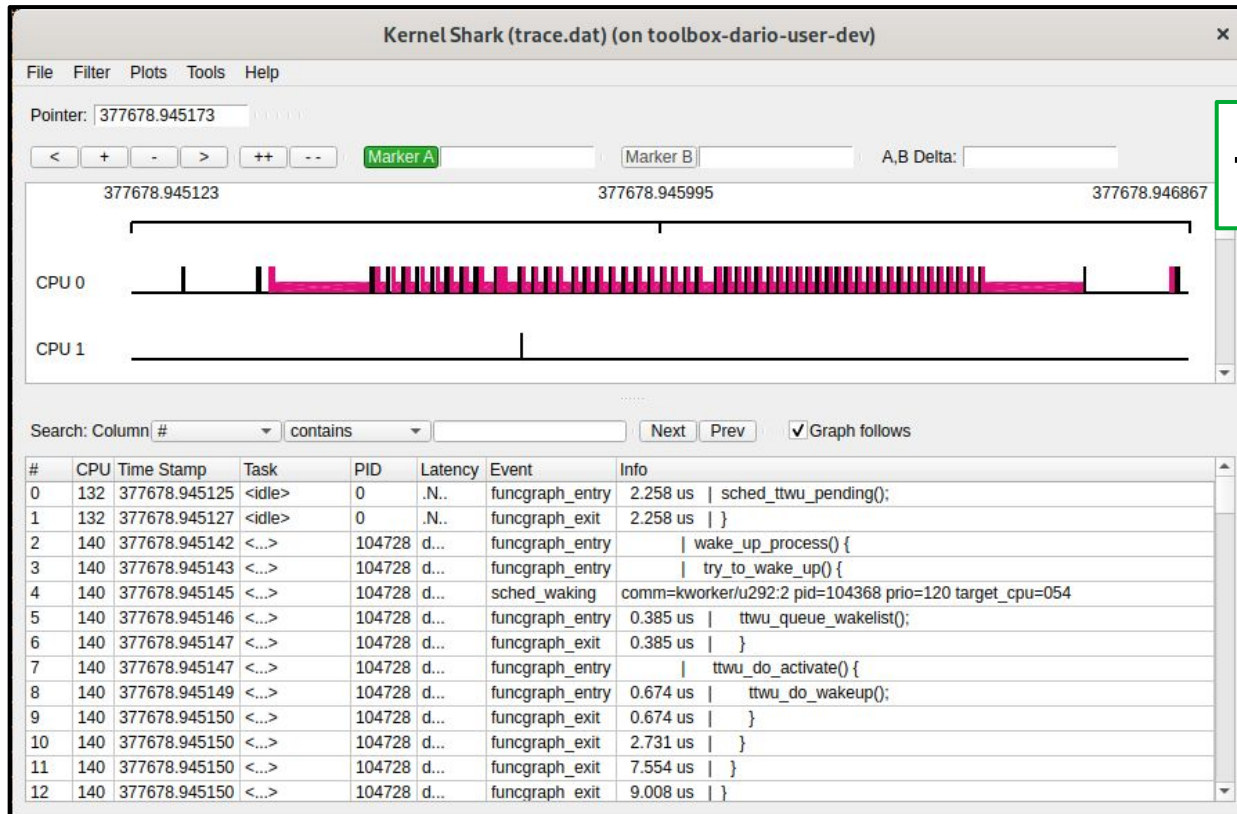 Kernel Shark (trace.dat) (on toolbox-dario-user-dev) ×
File Filter Plots Tools Help
Pointer: 377678.945173
< + - > ++ - - Marker A Marker B A,B Delta:
377678.945123 377678.945995 377678.946867
CPU 0
CPU 1
Search: Column # contains Next Prev Graph follows
# CPU Time Stamp Task PID Latency Event Info
0 132 377678.945125 <idle> 0 .N.. funcgraph_entry 2.258 us | sched_ttwu_pending();
1 132 377678.945127 <idle> 0 .N.. funcgraph_exit 2.258 us | }
2 140 377678.945142 <...> 104728 d... funcgraph_entry | wake_up_process() {
3 140 377678.945143 <...> 104728 d... funcgraph_entry | try_to_wake_up() {
4 140 377678.945145 <...> 104728 d... sched_waking comm=kworker/u292:2 pid=104368 prio=120 target_cpu=054
5 140 377678.945146 <...> 104728 d... funcgraph_entry 0.385 us | ttwu_queue_wakelist();
6 140 377678.945147 <...> 104728 d... funcgraph_exit 0.385 us | }
7 140 377678.945147 <...> 104728 d... funcgraph_entry | ttwu_do_activate() {
8 140 377678.945149 <...> 104728 d... funcgraph_entry 0.674 us | ttwu_do_wakeup();
9 140 377678.945150 <...> 104728 d... funcgraph_exit 0.674 us | }
10 140 377678.945150 <...> 104728 d... funcgraph_exit 2.731 us | }
11 140 377678.945150 <...> 104728 d... funcgraph_exit 7.554 us | }
12 140 377678.945150 <...> 104728 d... funcgraph_exit 9.008 us | }